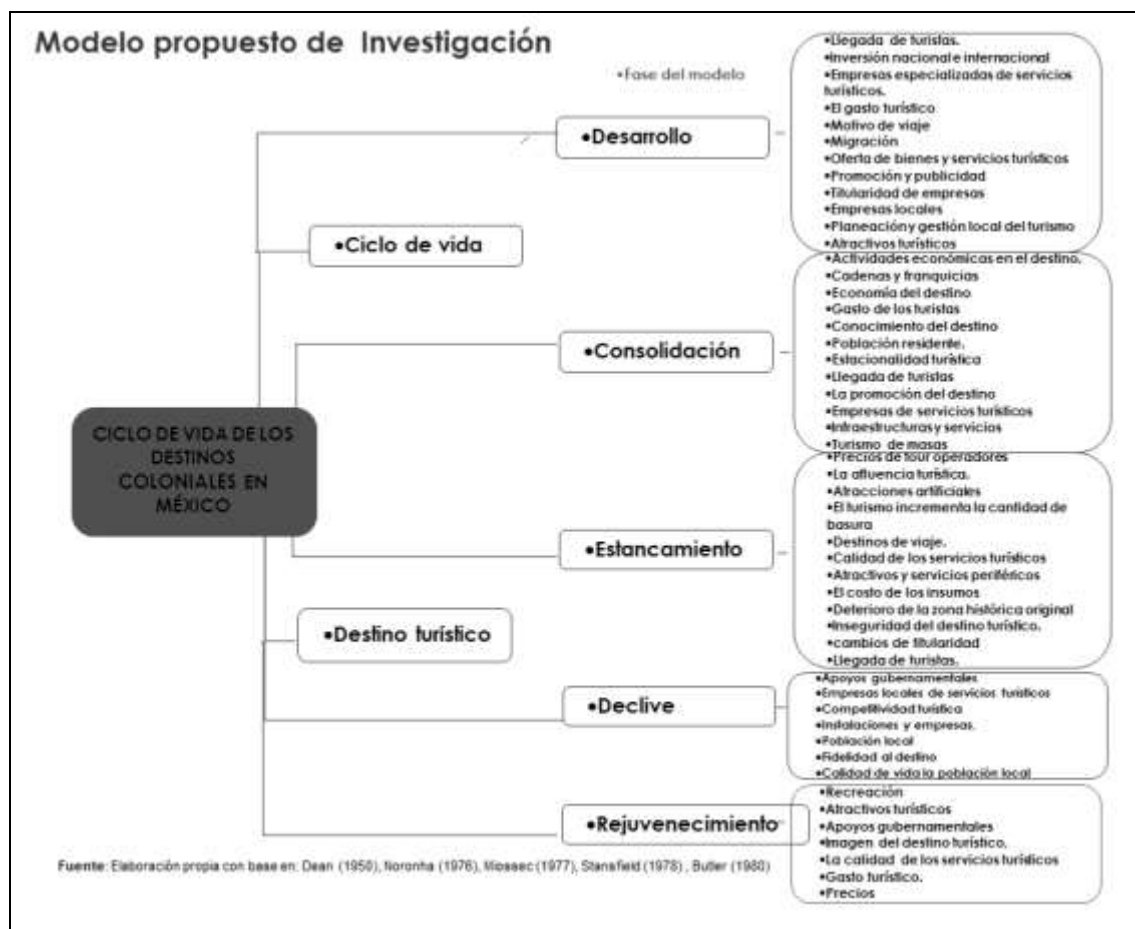 Modelo propuesto de Investigación
•Fase del modelo
•Llegada de turistas.
•Inversión nacional e internacional
•Empresas especializadas de servicios
turísticos.
•El gasto turístico
•Motivo de viaje
•Migración
•Oferta de bienes y servicios turísticos
•Promoción y publicidad
•Titularidad de empresas
•Empresas locales
•Planeación y gestión local del turismo
•Atractivos turísticos
•Desarrollo
•Ciclo de vida
•Actividades económicas en el destino.
•Cadenas y franquicias
•Economía del destino
•Gasto de los turistas
•Conocimiento del destino
•Población residente.
•Estacionalidad turística
•Llegada de turistas
•La promoción del destino
•Empresas de servicios turísticos
•Infraestructuras y servicios
•Turismo de masas
•Consolidación
CICLO DE VIDA DE LOS
DESTINOS
COLONIALES EN
MÉXICO
•Precios de tour operadores
•La afluencia turística.
•Atracciones artificiales
•El turismo incrementa la cantidad de
basura
•Destinos de viaje.
•Calidad de los servicios turísticos
•Atractivos y servicios periféricos
•El costo de los insumos
•Deterioro de la zona histórica original
•Inseguridad del destino turístico.
•cambios de titularidad
•Llegada de turistas.
•Estancamiento
•Destino turístico
•Apoyos gubernamentales
•Empresas locales de servicios turísticos
•Competitividad turística
•Instalaciones y empresas.
•Población local
•Fidelidad al destino
•Calidad de vida la población local
•Declive
•Recreación
•Atractivos turísticos
•Apoyos gubernamentales
•Imagen del destino turístico.
•La calidad de los servicios turísticos
•Gasto turístico.
•Precios
•Rejuvenecimiento
Fuente: Elaboración propia con base en: Dean (1950), Noronha (1976), Miossec (1977), Stansfield (1978) , Butler (1980)